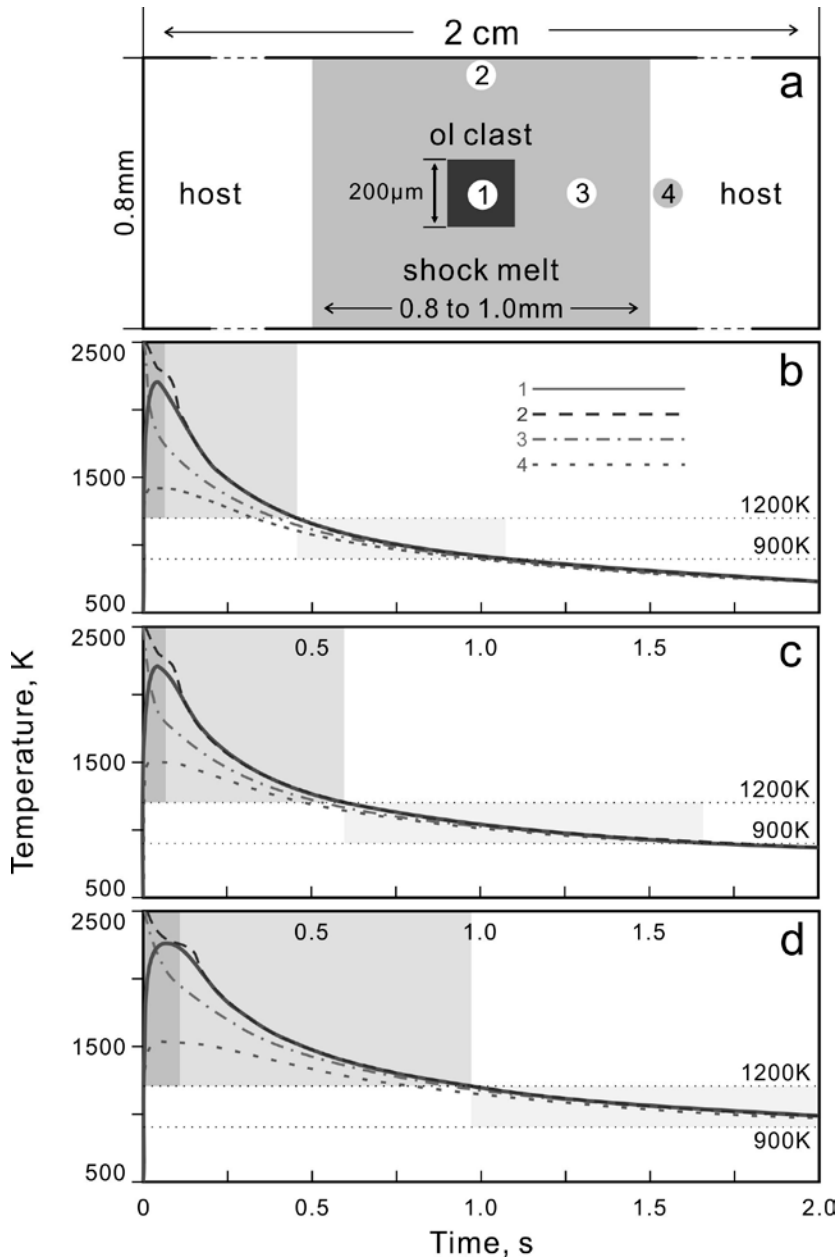 2 cm
a
2
ol clast
0.8mm
host
200μm
1
3
4
host
shock melt
0.8 to 1.0mm
2500
b
1
2
3
4
1500
1200K
900K
500
2500
0.5
1.0
1.5
c
1500
1200K
900K
500
Temperature, K
2500
0.5
1.0
1.5
d
1500
1200K
900K
500
0
0.5
1.0
1.5
2.0
Time, s